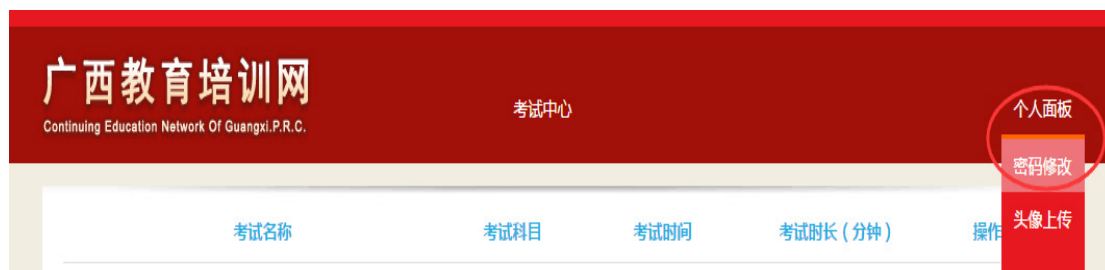 广西教育培训网
Continuing Education Network Of Guangxi.P.R.C.
考试中心
个人面板
密码修改
头像上传
考试名称 考试科目 考试时间 考试时长(分钟) 操作